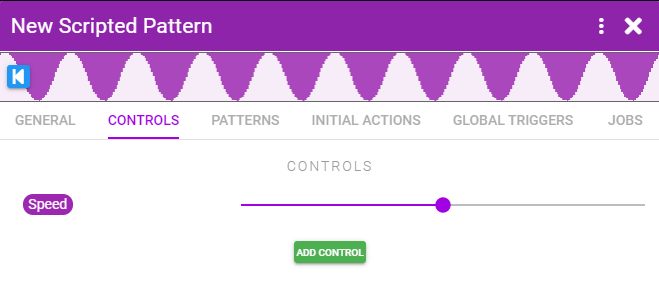 New Scripted Pattern
GENERAL CONTROLS PATTERNS INITIAL ACTIONS GLOBAL TRIGGERS JOBS
CONTROLS
Speed
ADD CONTROL